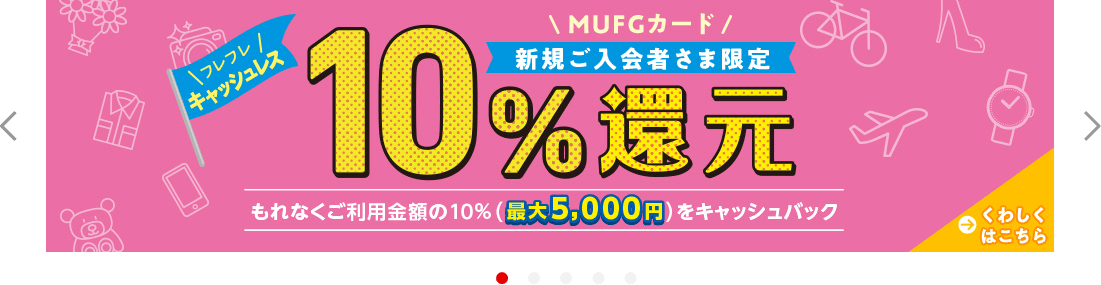 \ MUFGカード /
\フレフレ/
キャッシュレス
新規ご入会者さま限定
10%還元
もれなくご利用金額の10%(最大5,000円)をキャッシュバック
くわしく
はこちら